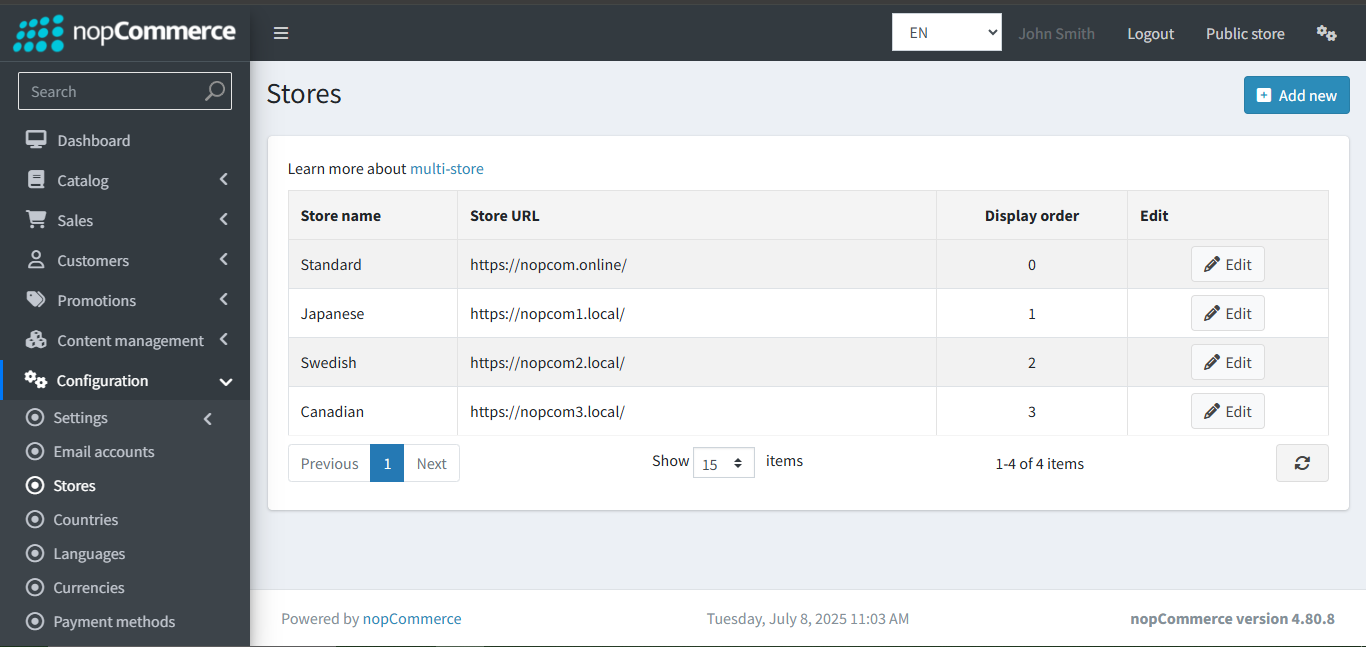 nopCommerce
EN
John Smith
Logout
Public store
Search
Dashboard
Catalog
Sales
Customers
Promotions
Content management
Configuration
Settings
Email accounts
Stores
Countries
Languages
Currencies
Payment methods
Stores
Add new
Learn more about multi-store
Store name Store URL Display order Edit
Standard https://nopcom.online/ 0 Edit
Japanese https://nopcom1.local/ 1 Edit
Swedish https://nopcom2.local/ 2 Edit
Canadian https://nopcom3.local/ 3 Edit
Previous 1 Next Show 15 items 1-4 of 4 items
Powered by nopCommerce Tuesday, July 8, 2025 11:03 AM nopCommerce version 4.80.8